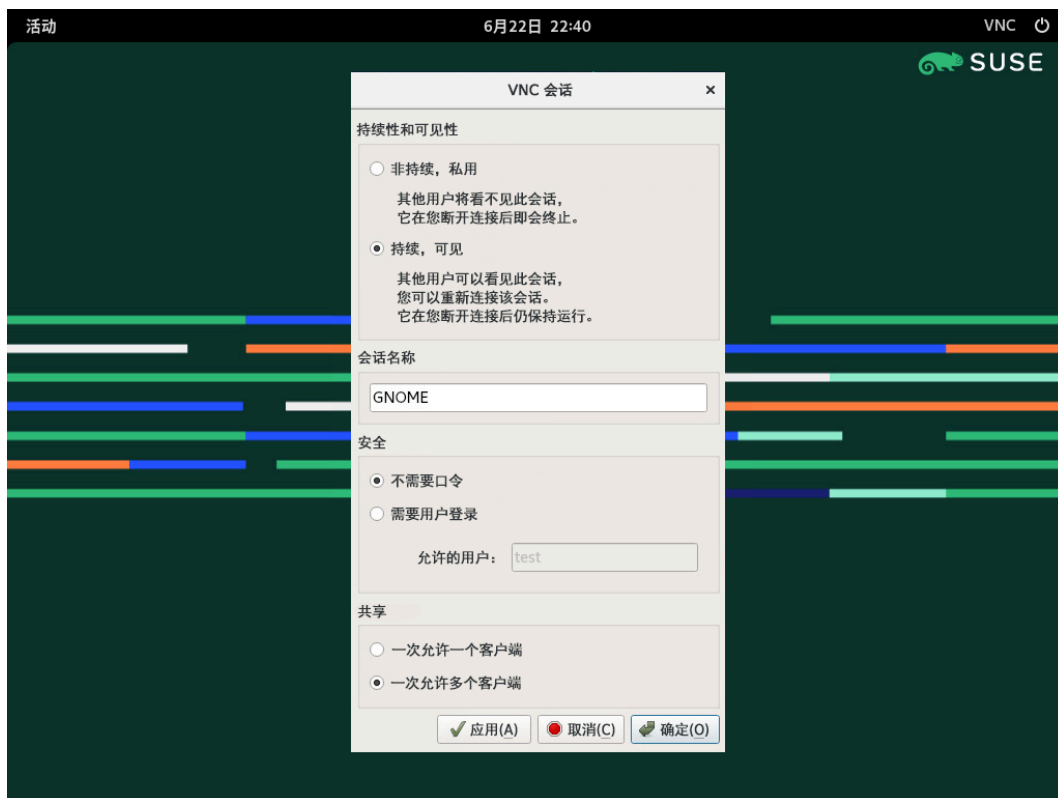 活动
6月22日 22:40
VNC
SUSE
VNC 会话
持续性和可见性
非持续，私用
其他用户将看不见此会话，
它在您断开连接后即会终止。
持续，可见
其他用户可以看见此会话，
您可以重新连接该会话。
它在您断开连接后仍保持运行。
会话名称
GNOME
安全
不需要口令
需要用户登录
允许的用户： test
共享
一次允许一个客户端
一次允许多个客户端
应用(A) 取消(C) 确定(O)